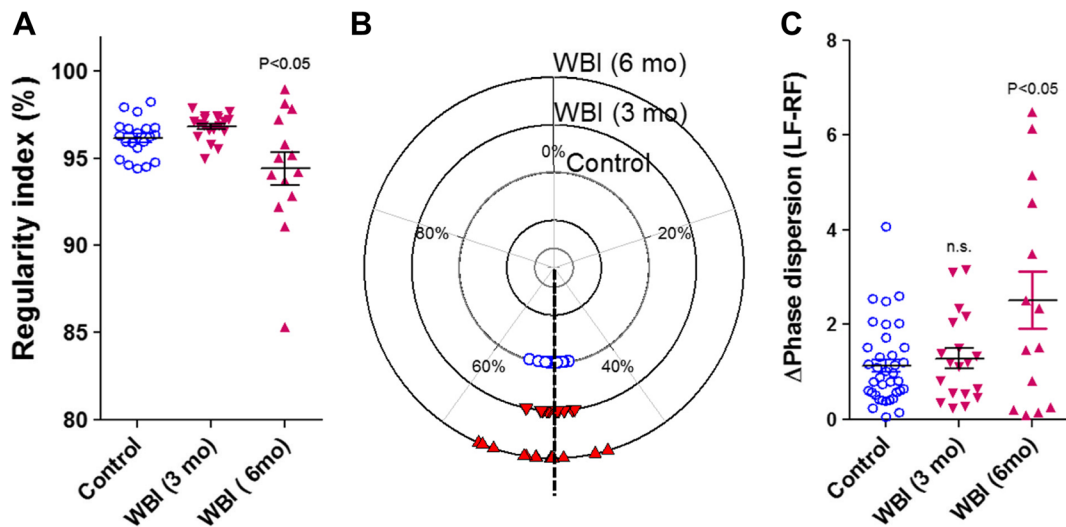 A
Regularity index (%)
100
95
90
85
80
P<0.05
Control
WBI (3 mo)
WBI ( 6mo)
B
WBI (6 mo)
WBI (3 mo)
0%
Control
80%
20%
60%
40%
C
ΔPhase dispersion (LF-RF)
8
6
4
2
0
P<0.05
n.s.
Control
WBI (3 mo)
WBI (6mo)